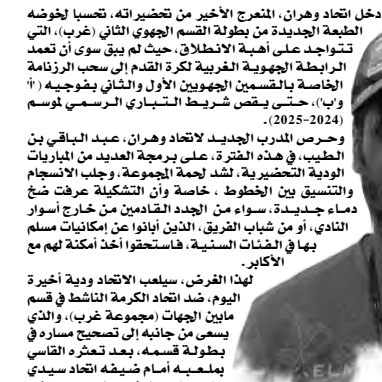 دخل اتحاد وهران، المنعرج الأخير من تحضيراته، تحسبا لخوضه
الطبعة الجديدة من بطولة القسم الجهوي الثاني (غرب)، التي
تتواجد على أهبة الانطلاق، حيث لم يبق سوى أن تعمد
الرابطة الجهوية الغربية لكرة القدم إلى سحب الرزنامة
الخاصة بالقسمين الجهويين الأول والثاني بفوجيه ("أ"
و"ب")، حتى يقص شريط التباري الرسمي لموسم
(2024-2025).
وحرص المدرب الجديد لاتحاد وهران، عبد الباقي بن
الطيب، في هذه الفترة، على برمجة العديد من المباريات
الودية التحضيرية، لشد لحمة المجموعة، وجلب الانسجام
والتنسيق بين الخطوط، خاصة وأن التشكيلة عرفت ضخ
دماء جديدة، سواء من الجدد القادمين من خارج أسوار
النادي، أو من شباب الفريق، الذين أبانوا عن إمكانيات مسلم
بها في الفئات السنية، فاستحقوا أخذ أمكنة لهم مع
الأكابر.
لهذا الغرض، سيلعب الاتحاد ودية أخيرة
اليوم، ضد اتحاد الكرمة الناشط في قسم
مابين الجهات (مجموعة غرب)، والذي
يسعى من جانبه إلى تصحيح مساره في
بطولة قسمه، بعد تعثره القاسي
بملعبه أمام ضيفه اتحاد سيدي